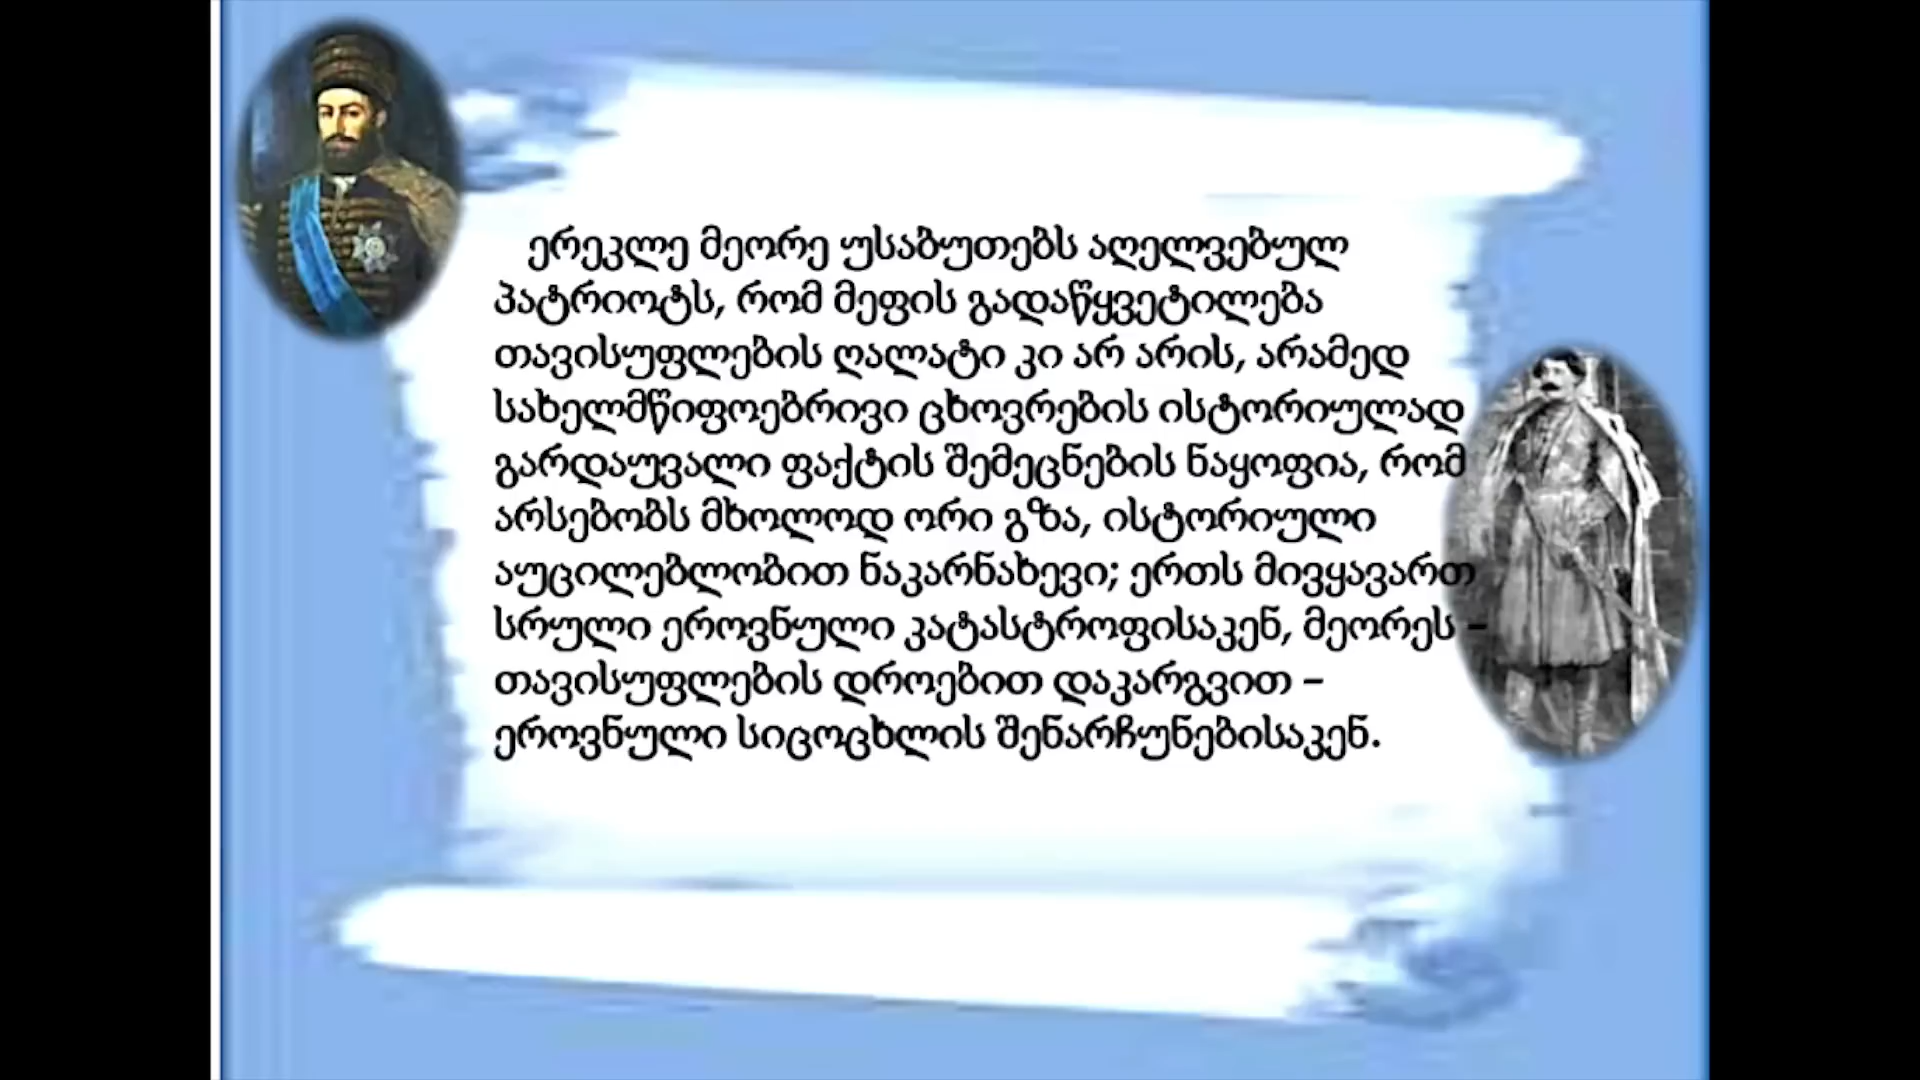 ერეკლე მეორე უსაბუთებს აღელვებულ
პატრიოტს, რომ მეფის გადაწყვეტილება
თავისუფლების ღალატი კი არ არის, არამედ
სახელმწიფოებრივი ცხოვრების ისტორიულად
გარდაუვალი ფაქტის შემეცნების ნაყოფია, რომ
არსებობს მხოლოდ ორი გზა, ისტორიული
აუცილებლობით ნაკარნახევი; ერთს მივყავართ
სრული ეროვნული კატასტროფისაკენ, მეორეს –
თავისუფლების დროებით დაკარგვით –
ეროვნული სიცოცხლის შენარჩუნებისაკენ.